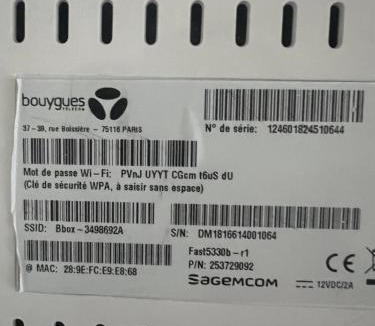 bouygues
TELECOM
37-39, rue Boissière - 75116 PARIS
N° de série: 124601824510644
Mot de passe Wi-Fi: PVnJ UYYT CGcm t6uS dU
(Clé de sécurité WPA, à saisir sans espace)
SSID: Bbox-3498692A
S/N: DM1816614001064
Fast5330b-r1
@ MAC: 28:9E:FC:E9:E8:68
P/N: 253729092
SAGEMCOM
CE
12VDC/2A